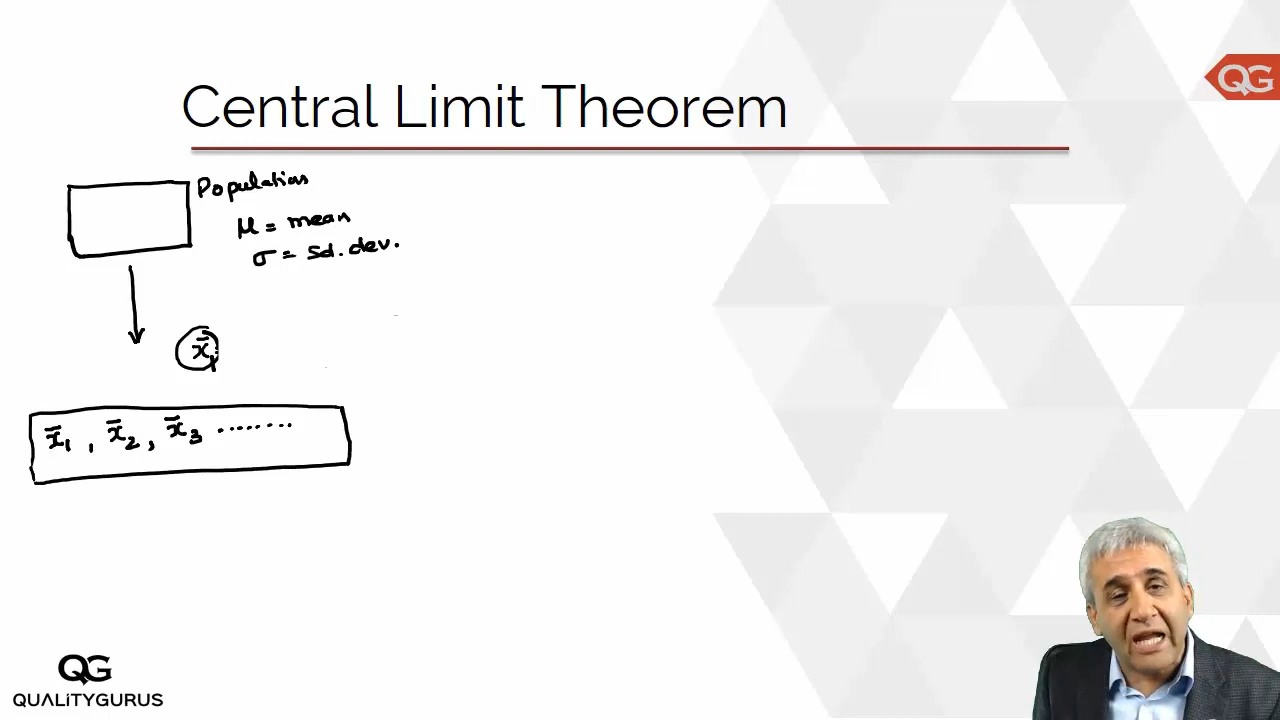 QG
Central Limit Theorem
Population
μ = mean
σ = Sd. dev.
x̄₁
x̄₁ , x̄₂ , x̄₃ ........
QG
QUALiTYGURUS